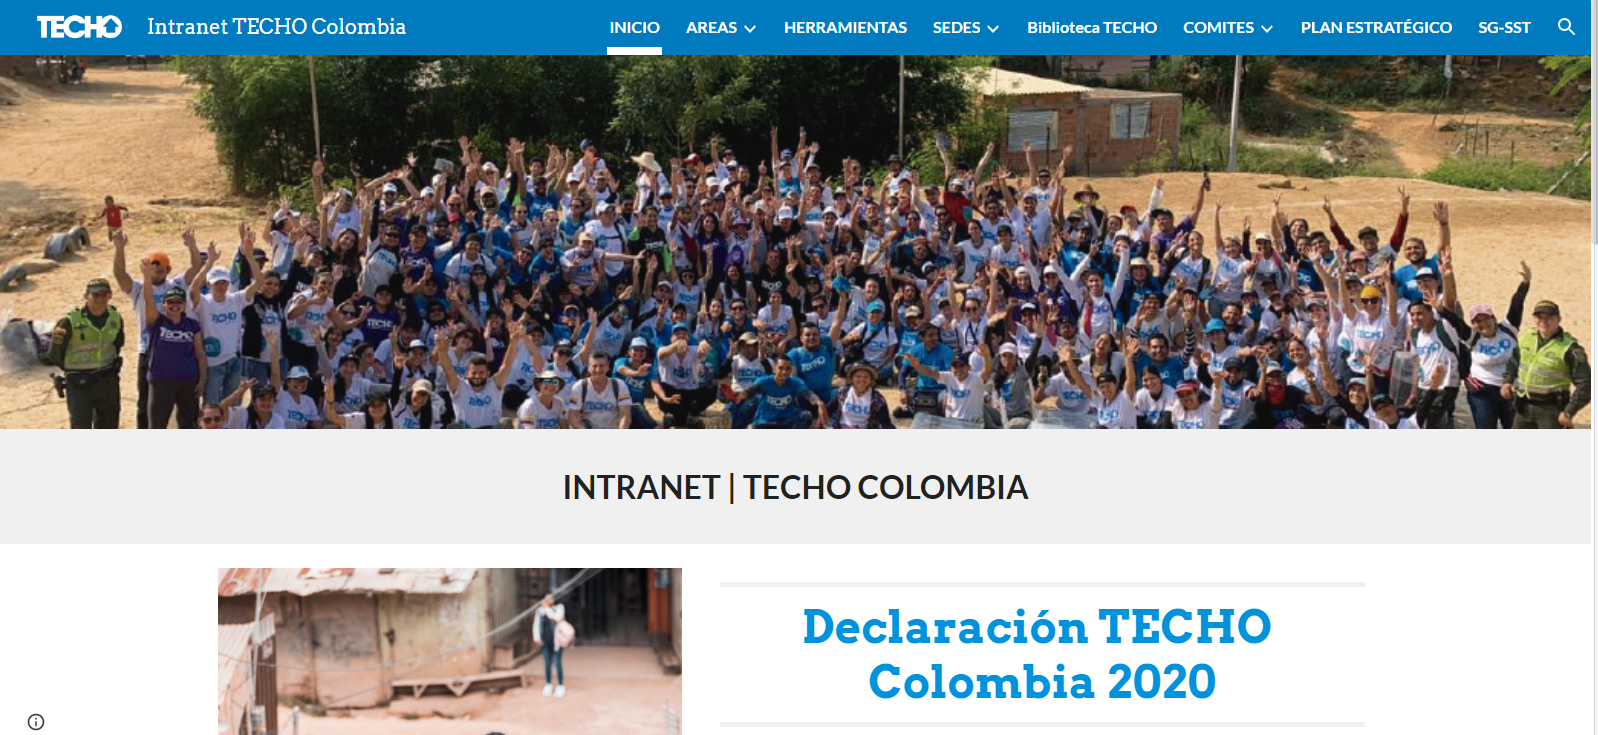 TECHO Intranet TECHO Colombia INICIO AREAS HERRAMIENTAS SEDES Biblioteca TECHO COMITES PLAN ESTRATÉGICO SG-SST
INTRANET | TECHO COLOMBIA
Declaración TECHO
Colombia 2020